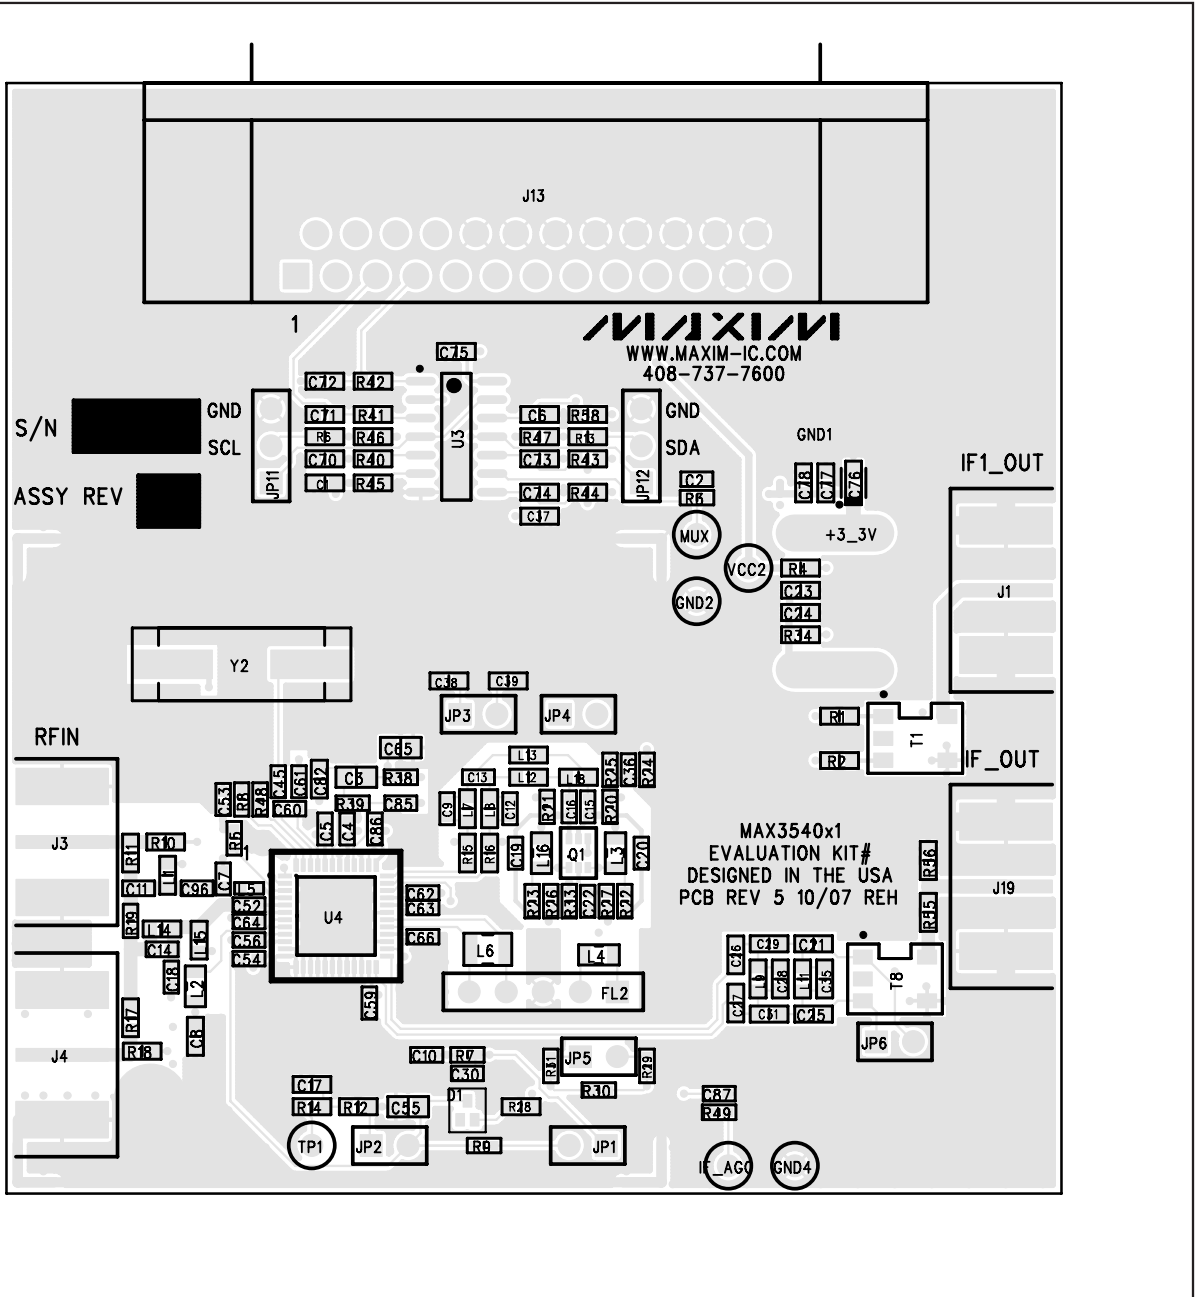 J13
1
MAXIM
WWW.MAXIM-IC.COM
408-737-7600
C75
C72 R42
S/N
GND
SCL
JP11
C71 R41
R6 R46
C70 R40
C1 R45
U3
C6 R58
R47 R13
C73 R43
C74 R44
C37
JP12
GND
SDA
C2
R6
MUX
VCC2
GND2
GND1
C78 C77 C76
+3_3V
IF1_OUT
J1
ASSY REV
R4
C23
C24
R34
Y2
C38 C39
JP3 JP4
R1
R2
T1
IF_OUT
RFIN
J3
C65
C3 R38
R39 C85
C53 R8 R48 C45 C61 C82
C60
C5 C4 C86
R5
1
L13
C13 L12 L18
R25 C36 R24
C9 L7 L8 C12
R21 C16 C15 R20
R15 R16 C19 L16 Q1 L3 C20
R11 R10
L1
C11 C96 C7 L5
C52
C64
C56
C54
U4
C62
C63
C66
R23 R26 R33 C22 R27 R22
MAX3540x1
EVALUATION KIT#
DESIGNED IN THE USA
PCB REV 5 10/07 REH
R56
R55
J19
R19 L14 L15
C14
C18 L2
R17
R18
J4
C59
L6 L4
FL2
C26 C29 C21
L9 C28 L11 C35
C27 C31 C25
T8
JP6
C10 R7
C30
D1
R31 JP5 R29
R30
C17
R14 R12 C55
R28
C87
R49
TP1 JP2 R9 JP1
IF_AGC GND4